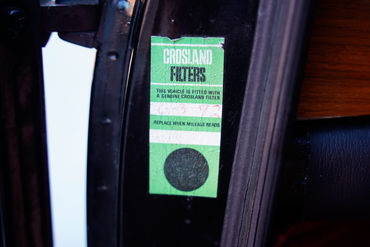 CROSLAND
FILTERS
THIS VEHICLE IS FITTED WITH
A GENUINE CROSLAND FILTER
REPLACE WHEN MILEAGE READS